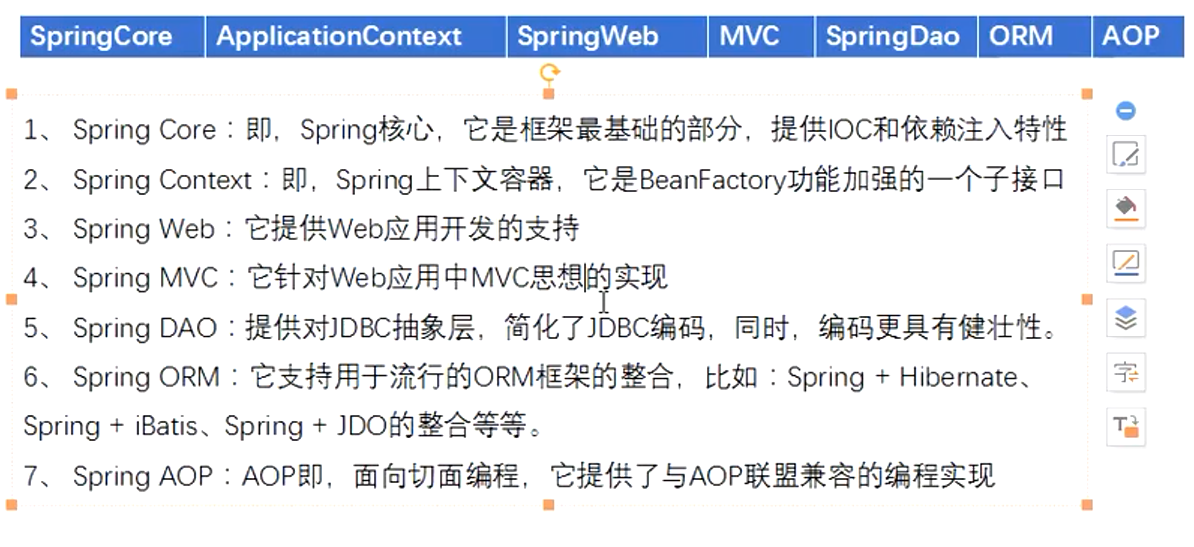 SpringCore ApplicationContext SpringWeb MVC SpringDao ORM AOP
1、 Spring Core：即，Spring核心，它是框架最基础的部分，提供IOC和依赖注入特性
2、 Spring Context：即，Spring上下文容器，它是BeanFactory功能加强的一个子接口
3、 Spring Web：它提供Web应用开发的支持
4、 Spring MVC：它针对Web应用中MVC思想的实现
5、 Spring DAO：提供对JDBC抽象层，简化了JDBC编码，同时，编码更具有健壮性。
6、 Spring ORM：它支持用于流行的ORM框架的整合，比如：Spring + Hibernate、
Spring + iBatis、Spring + JDO的整合等等。
7、 Spring AOP：AOP即，面向切面编程，它提供了与AOP联盟兼容的编程实现
字
T